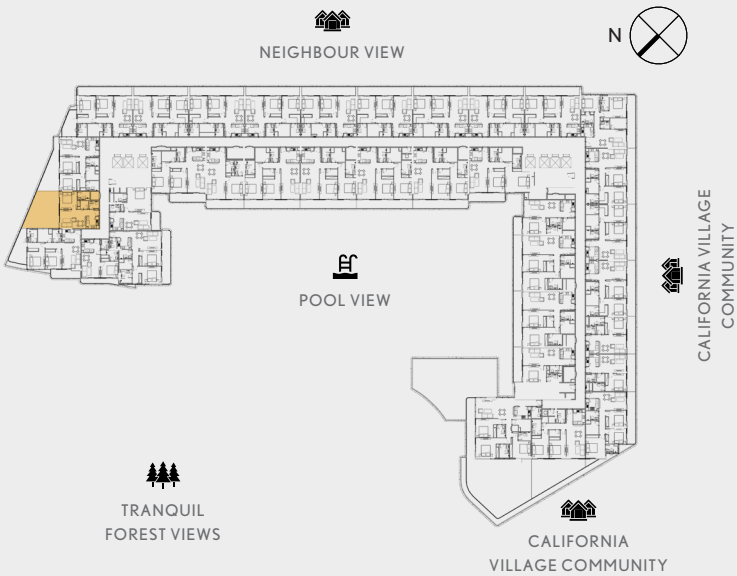 N
NEIGHBOUR VIEW
CALIFORNIA VILLAGE
COMMUNITY
POOL VIEW
TRANQUIL
FOREST VIEWS
CALIFORNIA
VILLAGE COMMUNITY